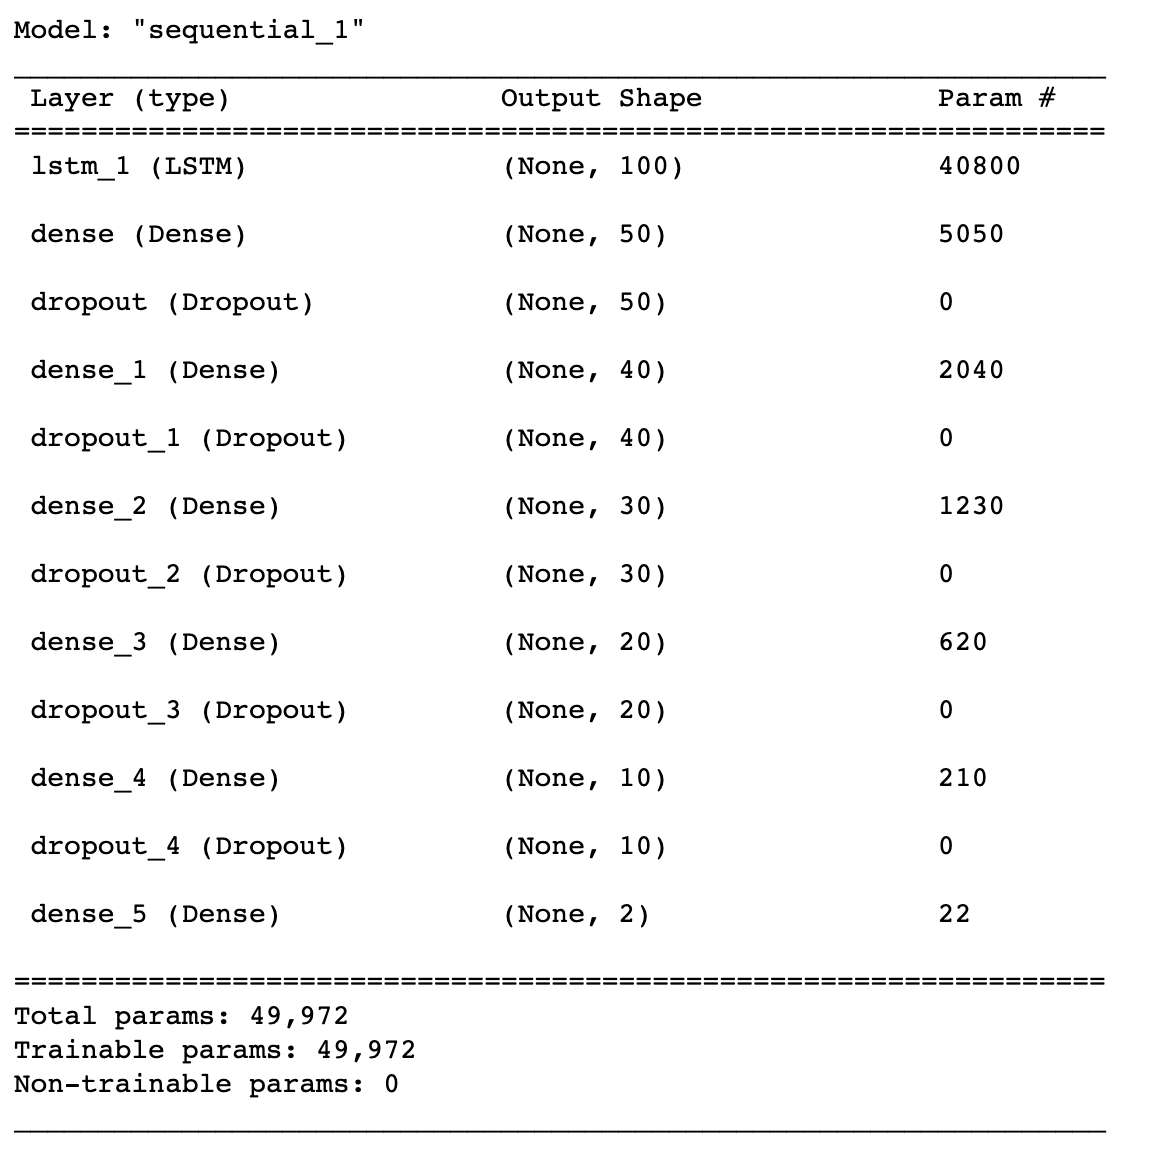 Model: "sequential_1"
Layer (type) Output Shape Param #
=================================================================
lstm_1 (LSTM) (None, 100) 40800
dense (Dense) (None, 50) 5050
dropout (Dropout) (None, 50) 0
dense_1 (Dense) (None, 40) 2040
dropout_1 (Dropout) (None, 40) 0
dense_2 (Dense) (None, 30) 1230
dropout_2 (Dropout) (None, 30) 0
dense_3 (Dense) (None, 20) 620
dropout_3 (Dropout) (None, 20) 0
dense_4 (Dense) (None, 10) 210
dropout_4 (Dropout) (None, 10) 0
dense_5 (Dense) (None, 2) 22
=================================================================
Total params: 49,972
Trainable params: 49,972
Non-trainable params: 0